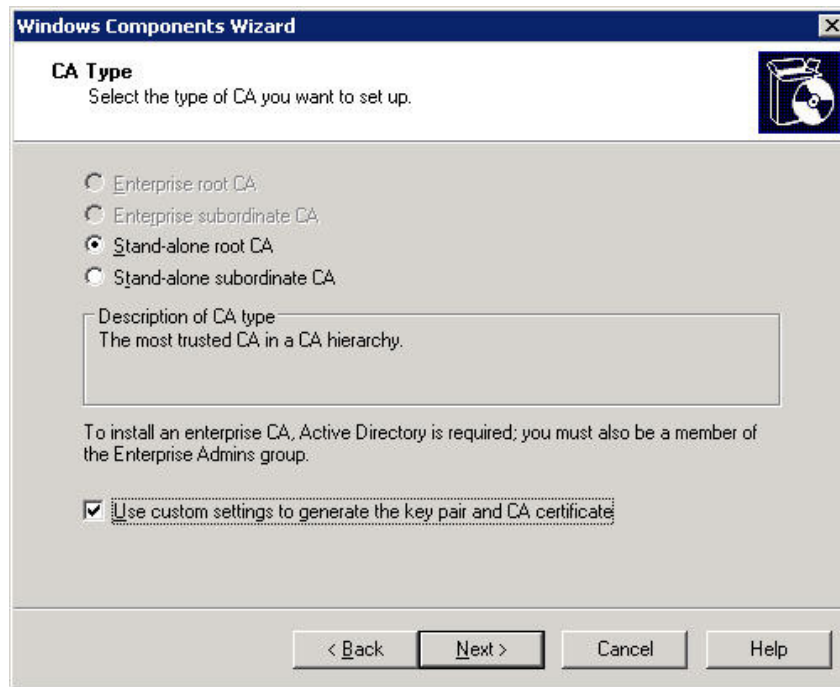 Windows Components Wizard
CA Type
Select the type of CA you want to set up.
Enterprise root CA
Enterprise subordinate CA
Stand-alone root CA
Stand-alone subordinate CA
Description of CA type
The most trusted CA in a CA hierarchy.
To install an enterprise CA, Active Directory is required; you must also be a member of
the Enterprise Admins group.
Use custom settings to generate the key pair and CA certificate
< Back Next > Cancel Help